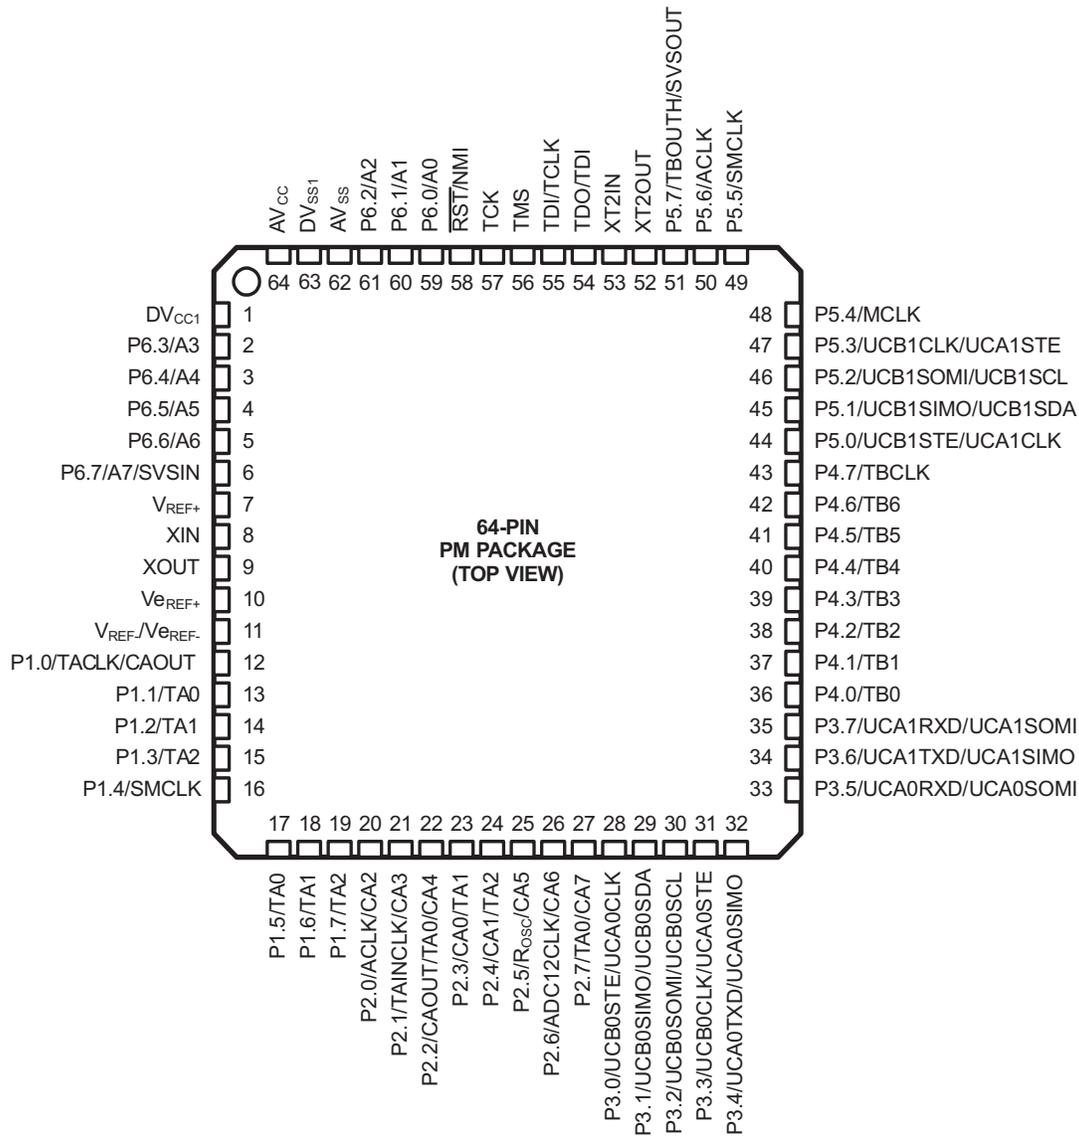 AVCC
DVSS1
AVSS
P6.2/A2
P6.1/A1
P6.0/A0
RST/NMI
TCK
TMS
TDI/TCLK
TDO/TDI
XT2IN
XT2OUT
P5.7/TBOUTH/SVSOUT
P5.6/ACLK
P5.5/SMCLK
64 63 62 61 60 59 58 57 56 55 54 53 52 51 50 49
DVCC1 1
P6.3/A3 2
P6.4/A4 3
P6.5/A5 4
P6.6/A6 5
P6.7/A7/SVSIN 6
VREF+ 7
XIN 8
XOUT 9
VeREF+ 10
VREF-/VeREF- 11
P1.0/TACLK/CAOUT 12
P1.1/TA0 13
P1.2/TA1 14
P1.3/TA2 15
P1.4/SMCLK 16
64-PIN
PM PACKAGE
(TOP VIEW)
48 P5.4/MCLK
47 P5.3/UCB1CLK/UCA1STE
46 P5.2/UCB1SOMI/UCB1SCL
45 P5.1/UCB1SIMO/UCB1SDA
44 P5.0/UCB1STE/UCA1CLK
43 P4.7/TBCLK
42 P4.6/TB6
41 P4.5/TB5
40 P4.4/TB4
39 P4.3/TB3
38 P4.2/TB2
37 P4.1/TB1
36 P4.0/TB0
35 P3.7/UCA1RXD/UCA1SOMI
34 P3.6/UCA1TXD/UCA1SIMO
33 P3.5/UCA0RXD/UCA0SOMI
17 18 19 20 21 22 23 24 25 26 27 28 29 30 31 32
P1.5/TA0
P1.6/TA1
P1.7/TA2
P2.0/ACLK/CA2
P2.1/TAINCLK/CA3
P2.2/CAOUT/TA0/CA4
P2.3/CA0/TA1
P2.4/CA1/TA2
P2.5/ROSC/CA5
P2.6/ADC12CLK/CA6
P2.7/TA0/CA7
P3.0/UCB0STE/UCA0CLK
P3.1/UCB0SIMO/UCB0SDA
P3.2/UCB0SOMI/UCB0SCL
P3.3/UCB0CLK/UCA0STE
P3.4/UCA0TXD/UCA0SIMO